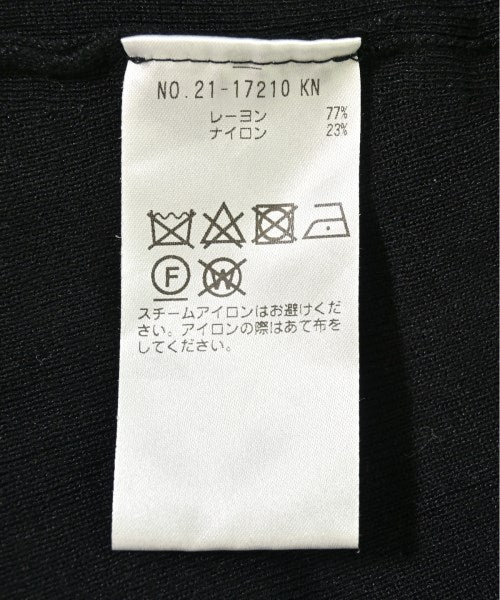 NO.21-17210 KN
レーヨン 77%
ナイロン 23%
F W
スチームアイロンはお避けくだ
さい。アイロンの際はあて布を
してください。